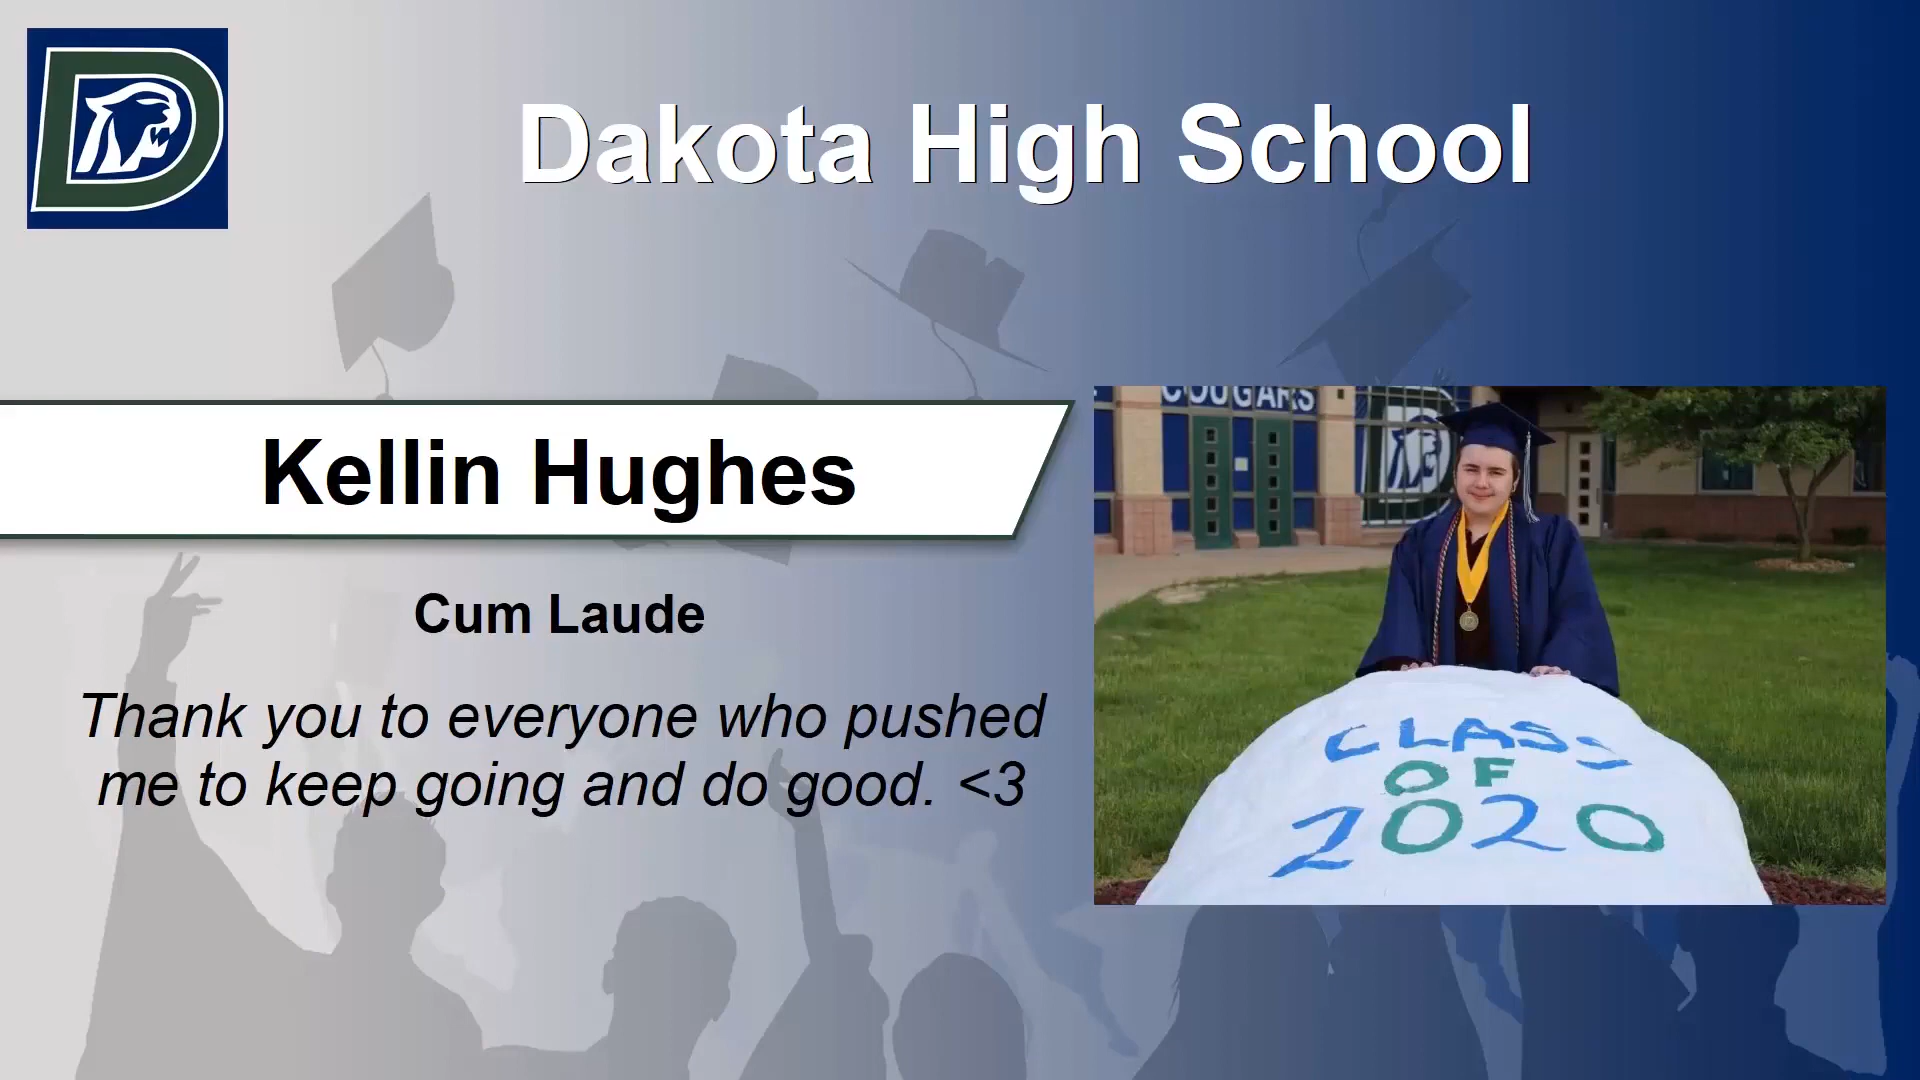 D
Dakota High School
Kellin Hughes
Cum Laude
Thank you to everyone who pushed
me to keep going and do good. <3
COUGARS
D
CLASS
OF
2020